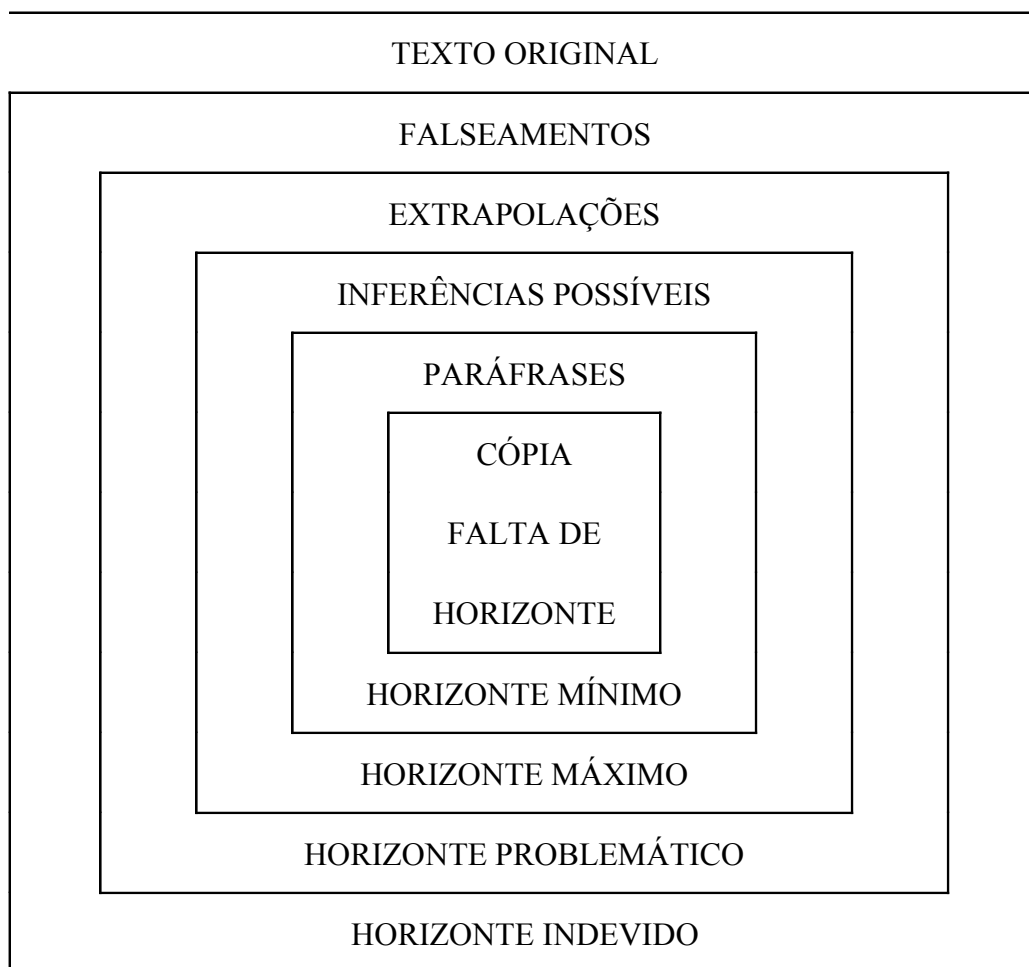 TEXTO ORIGINAL
FALSEAMENTOS
EXTRAPOLAÇÕES
INFERÊNCIAS POSSÍVEIS
PARÁFRASES
CÓPIA
FALTA DE
HORIZONTE
HORIZONTE MÍNIMO
HORIZONTE MÁXIMO
HORIZONTE PROBLEMÁTICO
HORIZONTE INDEVIDO